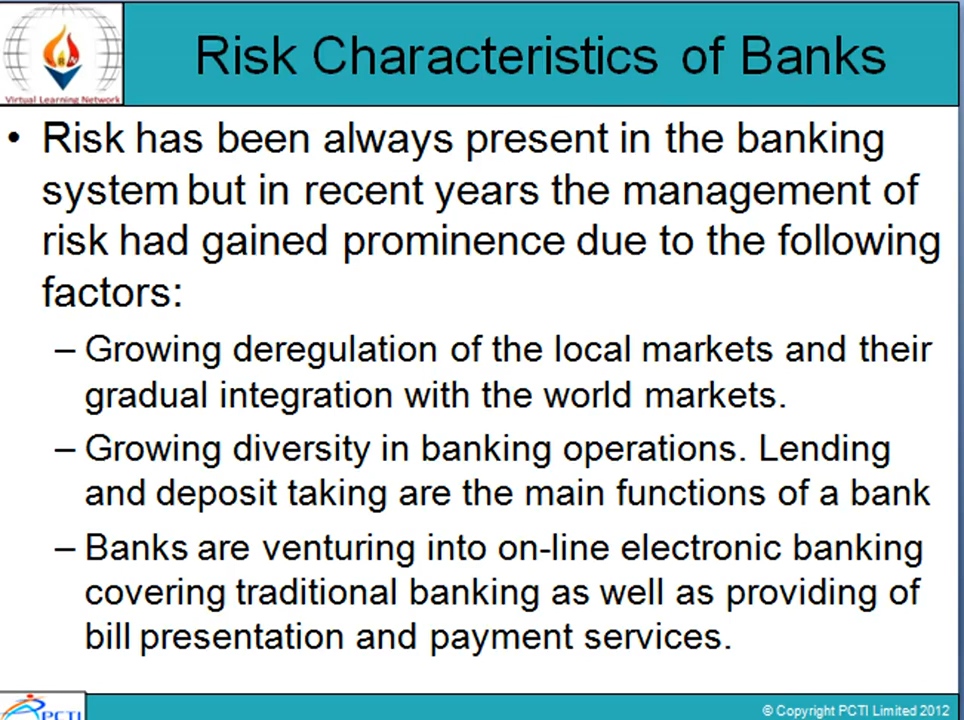 Risk Characteristics of Banks
Virtual Learning Network
• Risk has been always present in the banking
system but in recent years the management of
risk had gained prominence due to the following
factors:
– Growing deregulation of the local markets and their
gradual integration with the world markets.
– Growing diversity in banking operations. Lending
and deposit taking are the main functions of a bank
– Banks are venturing into on-line electronic banking
covering traditional banking as well as providing of
bill presentation and payment services.
PCTI
© Copyright PCTI Limited 2012